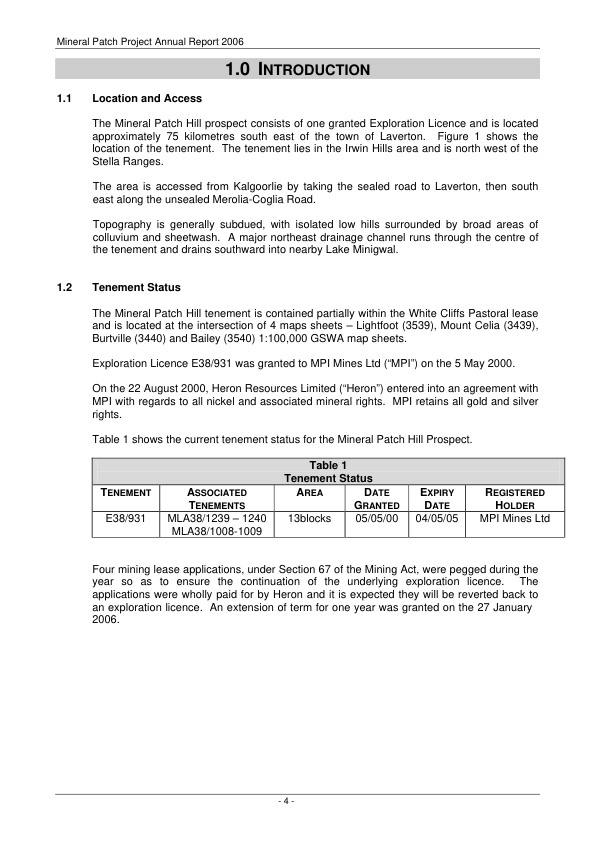 Mineral Patch Project Annual Report 2006
1.0 INTRODUCTION
1.1 Location and Access
The Mineral Patch Hill prospect consists of one granted Exploration Licence and is located
approximately 75 kilometres south east of the town of Laverton. Figure 1 shows the
location of the tenement. The tenement lies in the Irwin Hills area and is north west of the
Stella Ranges.
The area is accessed from Kalgoorlie by taking the sealed road to Laverton, then south
east along the unsealed Merolia-Coglia Road.
Topography is generally subdued, with isolated low hills surrounded by broad areas of
colluvium and sheetwash. A major northeast drainage channel runs through the centre of
the tenement and drains southward into nearby Lake Minigwal.
1.2 Tenement Status
The Mineral Patch Hill tenement is contained partially within the White Cliffs Pastoral lease
and is located at the intersection of 4 maps sheets – Lightfoot (3539), Mount Celia (3439),
Burtville (3440) and Bailey (3540) 1:100,000 GSWA map sheets.
Exploration Licence E38/931 was granted to MPI Mines Ltd (“MPI”) on the 5 May 2000.
On the 22 August 2000, Heron Resources Limited (“Heron”) entered into an agreement with
MPI with regards to all nickel and associated mineral rights. MPI retains all gold and silver
rights.
Table 1 shows the current tenement status for the Mineral Patch Hill Prospect.
Table 1
Tenement Status
TENEMENT ASSOCIATED TENEMENTS AREA DATE GRANTED EXPIRY DATE REGISTERED HOLDER
E38/931 MLA38/1239 – 1240 13blocks 05/05/00 04/05/05 MPI Mines Ltd
MLA38/1008-1009
Four mining lease applications, under Section 67 of the Mining Act, were pegged during the
year so as to ensure the continuation of the underlying exploration licence. The
applications were wholly paid for by Heron and it is expected they will be reverted back to
an exploration licence. An extension of term for one year was granted on the 27 January
2006.
- 4 -